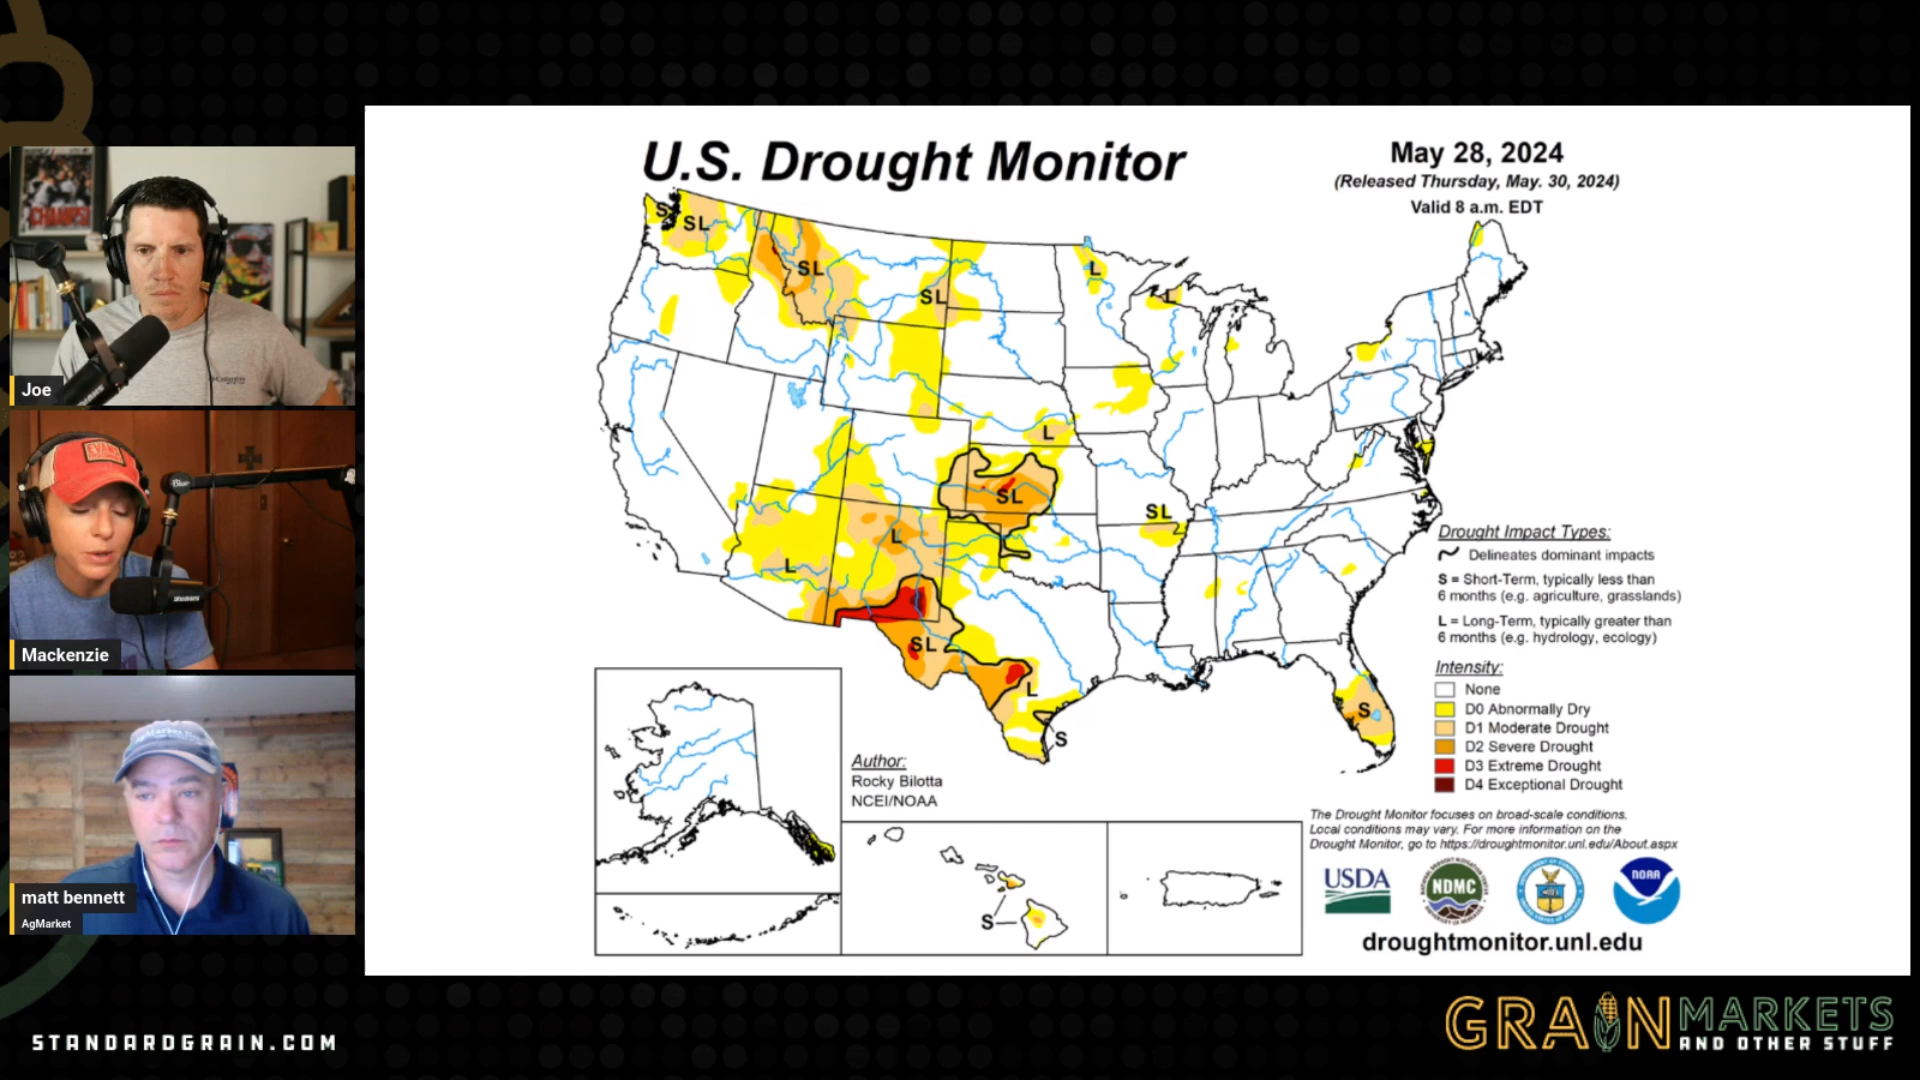 U.S. Drought Monitor
May 28, 2024
(Released Thursday, May. 30, 2024)
Valid 8 a.m. EDT
S
SL
SL
SL
L
L
L
SL
SL
L
L
SL
L
S
S
Drought Impact Types:
Delineates dominant impacts
S = Short-Term, typically less than
6 months (e.g. agriculture, grasslands)
L = Long-Term, typically greater than
6 months (e.g. hydrology, ecology)
Intensity:
None
D0 Abnormally Dry
D1 Moderate Drought
D2 Severe Drought
D3 Extreme Drought
D4 Exceptional Drought
Author:
Rocky Bilotta
NCEI/NOAA
S
The Drought Monitor focuses on broad-scale conditions.
Local conditions may vary. For more information on the
Drought Monitor, go to https://droughtmonitor.unl.edu/About.aspx
USDA
NDMC
NOAA
droughtmonitor.unl.edu
CHAMPS!
Joe
EVANS
Blue
Mackenzie
matt bennett
AgMarket
STANDARDGRAIN.COM
GRAIN MARKETS
AND OTHER STUFF